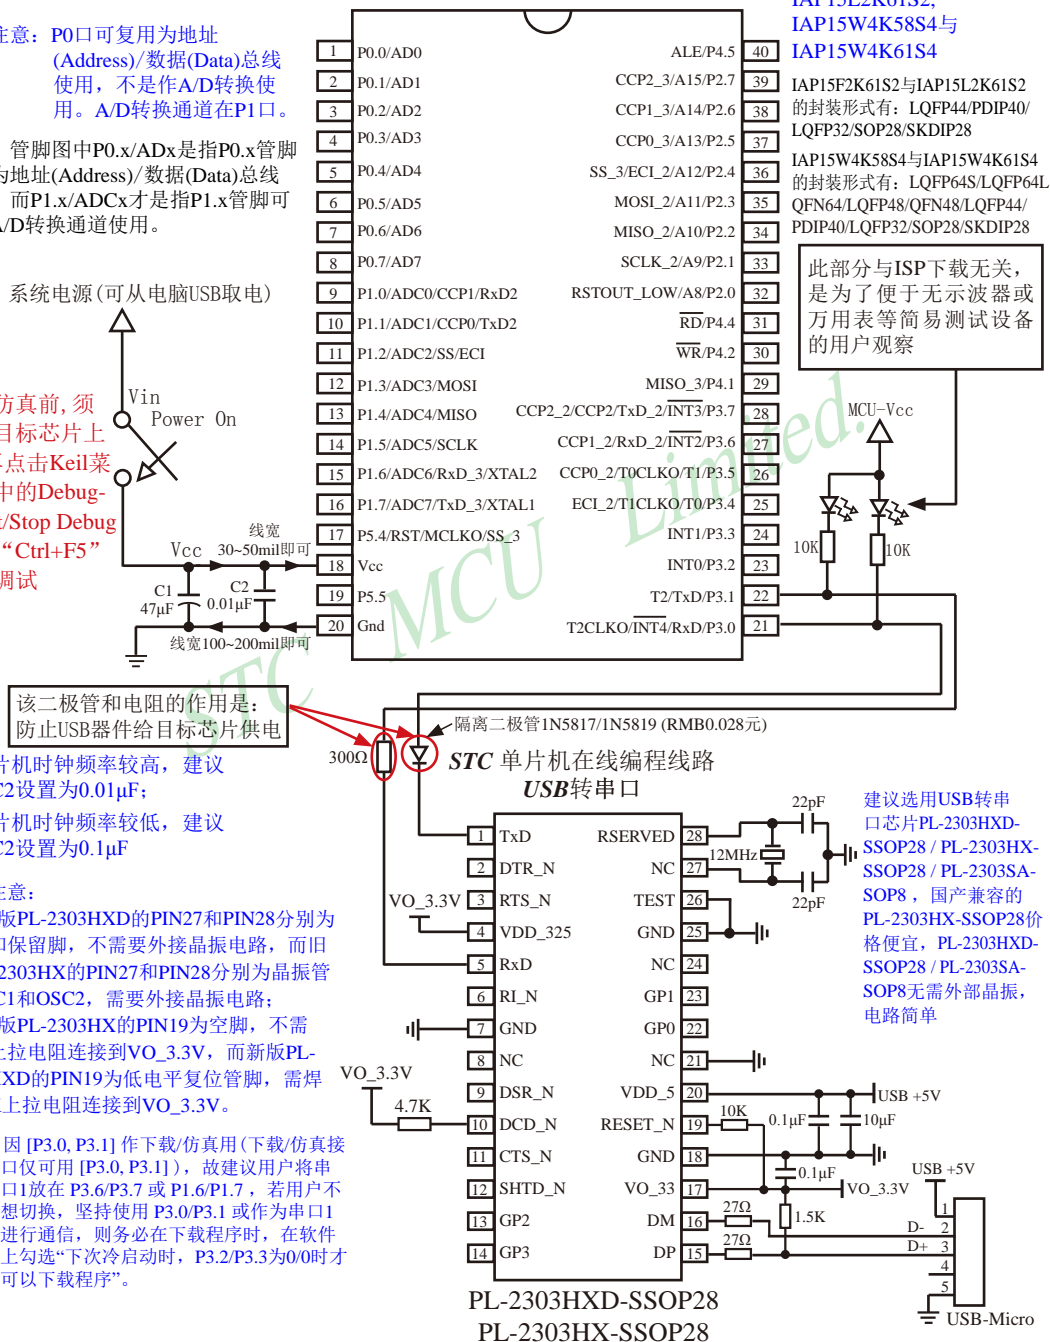 IAP15L2K61S2,
IAP15W4K58S4与
IAP15W4K61S4
注意：P0口可复用为地址
(Address)/数据(Data)总线
使用，不是作A/D转换使
用。A/D转换通道在P1口。
管脚图中P0.x/ADx是指P0.x管脚
为地址(Address)/数据(Data)总线
而P1.x/ADCx才是指P1.x管脚可
A/D转换通道使用。
IAP15F2K61S2与IAP15L2K61S2
的封装形式有：LQFP44/PDIP40/
LQFP32/SOP28/SKDIP28
IAP15W4K58S4与IAP15W4K61S4
的封装形式有：LQFP64S/LQFP64L
QFN64/LQFP48/QFN48/LQFP44/
PDIP40/LQFP32/SOP28/SKDIP28
此部分与ISP下载无关，
是为了便于无示波器或
万用表等简易测试设备
的用户观察
1 P0.0/AD0
2 P0.1/AD1
3 P0.2/AD2
4 P0.3/AD3
5 P0.4/AD4
6 P0.5/AD5
7 P0.6/AD6
8 P0.7/AD7
9 P1.0/ADC0/CCP1/RxD2
10 P1.1/ADC1/CCP0/TxD2
11 P1.2/ADC2/SS/ECI
12 P1.3/ADC3/MOSI
13 P1.4/ADC4/MISO
14 P1.5/ADC5/SCLK
15 P1.6/ADC6/RxD_3/XTAL2
16 P1.7/ADC7/TxD_3/XTAL1
17 P5.4/RST/MCLKO/SS_3
18 Vcc
19 P5.5
20 Gnd
ALE/P4.5 40
CCP2_3/A15/P2.7 39
CCP1_3/A14/P2.6 38
CCP0_3/A13/P2.5 37
SS_3/ECI_2/A12/P2.4 36
MOSI_2/A11/P2.3 35
MISO_2/A10/P2.2 34
SCLK_2/A9/P2.1 33
RSTOUT_LOW/A8/P2.0 32
RD/P4.4 31
WR/P4.2 30
MISO_3/P4.1 29
CCP2_2/CCP2/TxD_2/INT3/P3.7 28
CCP1_2/RxD_2/INT2/P3.6 27
CCP0_2/T0CLKO/T1/P3.5 26
ECI_2/T1CLKO/T0/P3.4 25
INT1/P3.3 24
INT0/P3.2 23
T2/TxD/P3.1 22
T2CLKO/INT4/RxD/P3.0 21
系统电源(可从电脑USB取电)
Vin
Power On
仿真前,须
目标芯片上
点击Keil菜
中的Debug-
/Stop Debug
“Ctrl+F5”
调试
Vcc
线宽
30~50mil即可
C1
47μF
C2
0.01μF
线宽100~200mil即可
MCU-Vcc
10K
10K
STC MCU Limited.
该二极管和电阻的作用是：
防止USB器件给目标芯片供电
300Ω
隔离二极管1N5817/1N5819 (RMB0.028元)
STC 单片机在线编程线路
USB转串口
片机时钟频率较高，建议
C2设置为0.01μF；
片机时钟频率较低，建议
C2设置为0.1μF
注意：
版PL-2303HXD的PIN27和PIN28分别为
和保留脚，不需要外接晶振电路，而旧
2303HX的PIN27和PIN28分别为晶振管
C1和OSC2，需要外接晶振电路；
版PL-2303HX的PIN19为空脚，不需
上拉电阻连接到VO_3.3V，而新版PL-
HXD的PIN19为低电平复位管脚，需焊
上拉电阻连接到VO_3.3V。
因 [P3.0, P3.1] 作下载/仿真用(下载/仿真接
口仅可用 [P3.0, P3.1] )，故建议用户将串
口1放在 P3.6/P3.7 或 P1.6/P1.7 ，若用户不
想切换，坚持使用 P3.0/P3.1 或作为串口1
进行通信，则务必在下载程序时，在软件
上勾选“下次冷启动时，P3.2/P3.3为0/0时才
可以下载程序”。
1 TxD
2 DTR_N
3 RTS_N
4 VDD_325
5 RxD
6 RI_N
7 GND
8 NC
9 DSR_N
10 DCD_N
11 CTS_N
12 SHTD_N
13 GP2
14 GP3
RSERVED 28
NC 27
TEST 26
GND 25
NC 24
GP1 23
GP0 22
NC 21
VDD_5 20
RESET_N 19
GND 18
VO_33 17
DM 16
DP 15
VO_3.3V
VO_3.3V
4.7K
22pF
12MHz
22pF
建议选用USB转串
口芯片PL-2303HXD-
SSOP28 / PL-2303HX-
SSOP28 / PL-2303SA-
SOP8 ，国产兼容的
PL-2303HX-SSOP28价
格便宜，PL-2303HXD-
SSOP28 / PL-2303SA-
SOP8无需外部晶振，
电路简单
USB +5V
10K
0.1μF
10μF
0.1μF
VO_3.3V
27Ω
27Ω
1.5K
USB +5V
1
D- 2
D+ 3
4
5
USB-Micro
PL-2303HXD-SSOP28
PL-2303HX-SSOP28